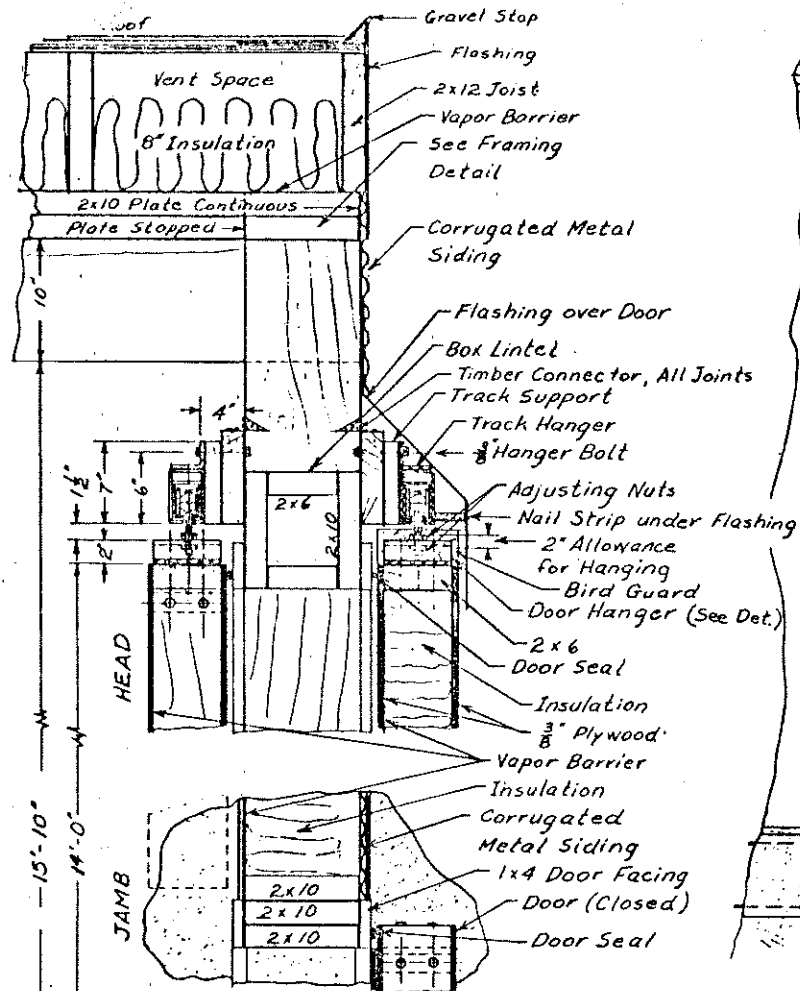 Gravel Stop
Flashing
Vent Space
2x12 Joist
Vapor Barrier
8" Insulation
See Framing
Detail
2x10 Plate Continuous
Plate Stopped
Corrugated Metal
Siding
10"
Flashing over Door
Box Lintel
Timber Connector, All Joints
4"
Track Support
Track Hanger
Hanger Bolt
1½"
7"
6"
2"
2x6
2x10
Adjusting Nuts
Nail Strip under Flashing
2" Allowance
for Hanging
Bird Guard
Door Hanger (See Det.)
2x6
Door Seal
HEAD
Insulation
3/8" Plywood
Vapor Barrier
Insulation
Corrugated
Metal Siding
15'-10"
14'-0"
JAMB
2x10
2x10
2x10
1x4 Door Facing
Door (Closed)
Door Seal